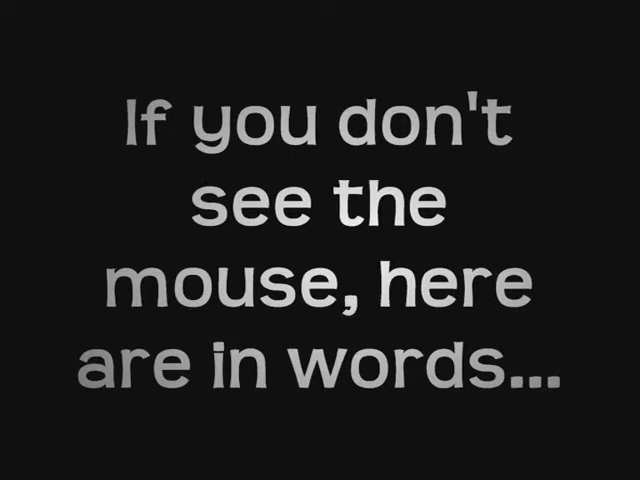 If you don't
see the
mouse, here
are in words...